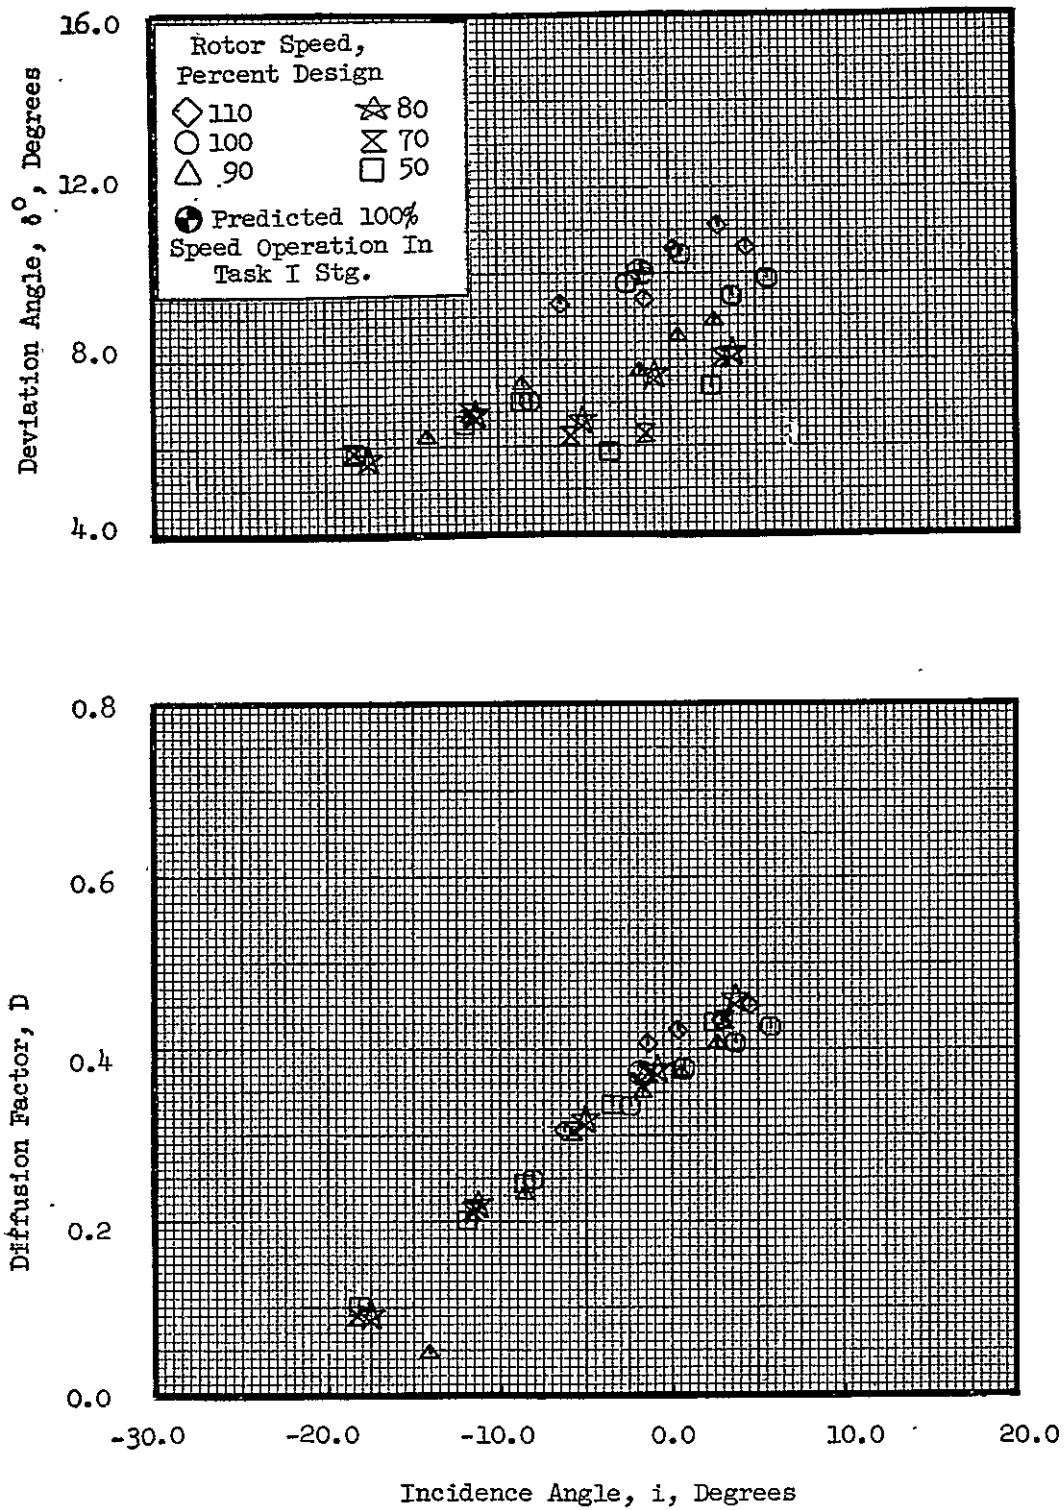 16.0
12.0
8.0
4.0
Deviation Angle, δ°, Degrees
Rotor Speed,
Percent Design
110
100
.90
80
70
50
Predicted 100%
Speed Operation In
Task I Stg.
0.8
0.6
0.4
0.2
0.0
Diffusion Factor, D
-30.0 -20.0 -10.0 0.0 10.0 20.0
Incidence Angle, i, Degrees